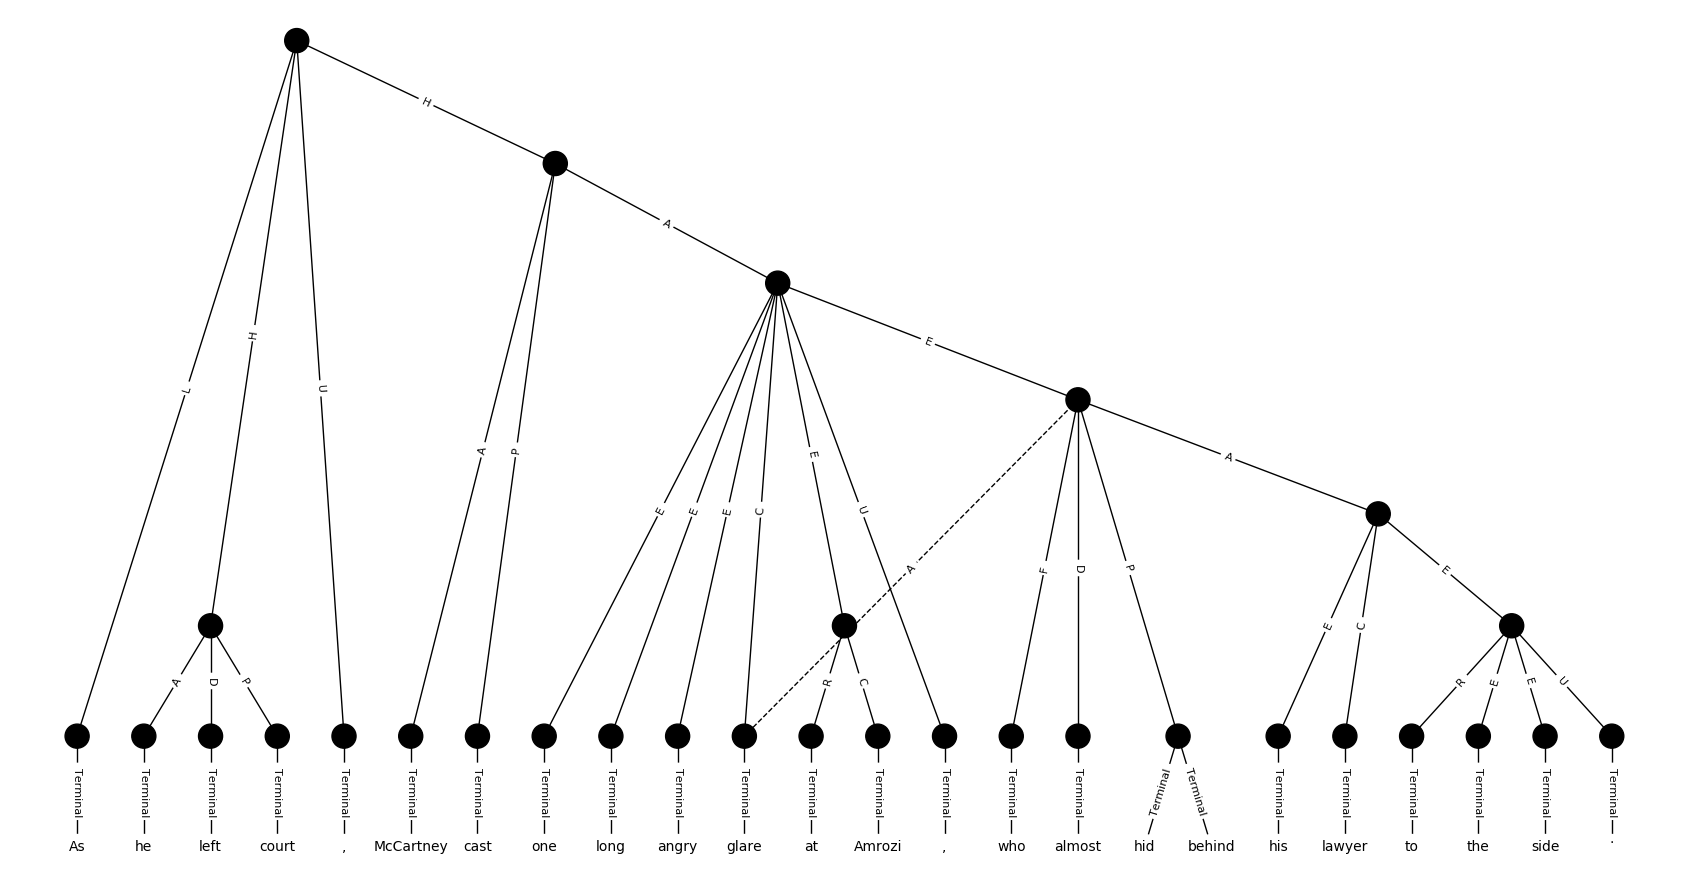 H
A
H
E
L
U
A
P
E
A
E
E
E
C
U
A
F
D
P
E
E
C
A
D
P
R
C
R
E
E
U
Terminal Terminal Terminal Terminal Terminal Terminal Terminal Terminal Terminal Terminal Terminal Terminal Terminal Terminal Terminal Terminal Terminal Terminal Terminal Terminal Terminal Terminal Terminal Terminal
As he left court , McCartney cast one long angry glare at Amrozi , who almost hid behind his lawyer to the side .